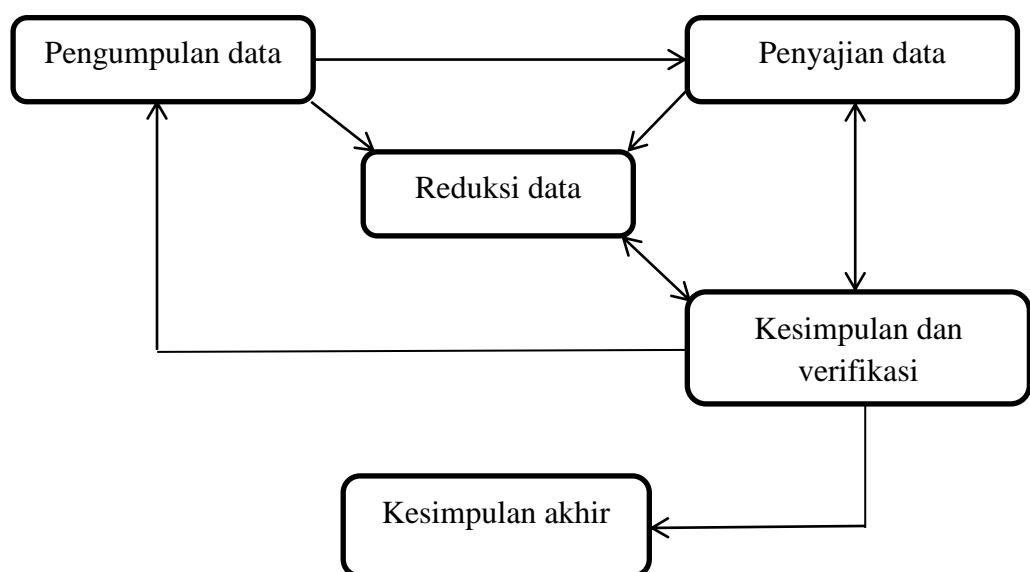 Pengumpulan data
Penyajian data
Reduksi data
Kesimpulan dan
verifikasi
Kesimpulan akhir